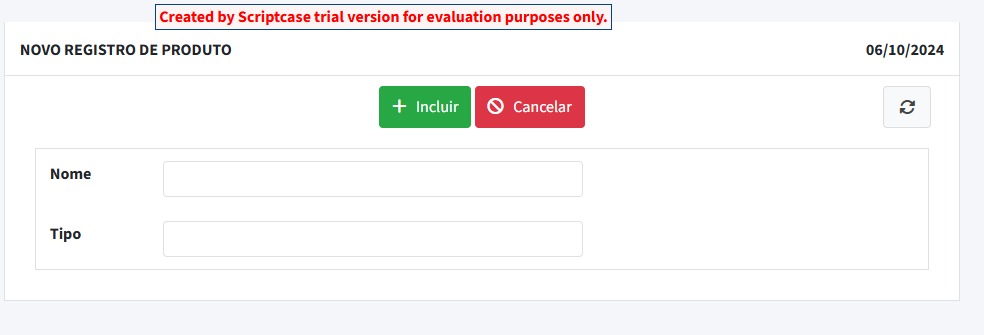 Created by Scriptcase trial version for evaluation purposes only.
NOVO REGISTRO DE PRODUTO 06/10/2024
Incluir Cancelar
Nome
Tipo